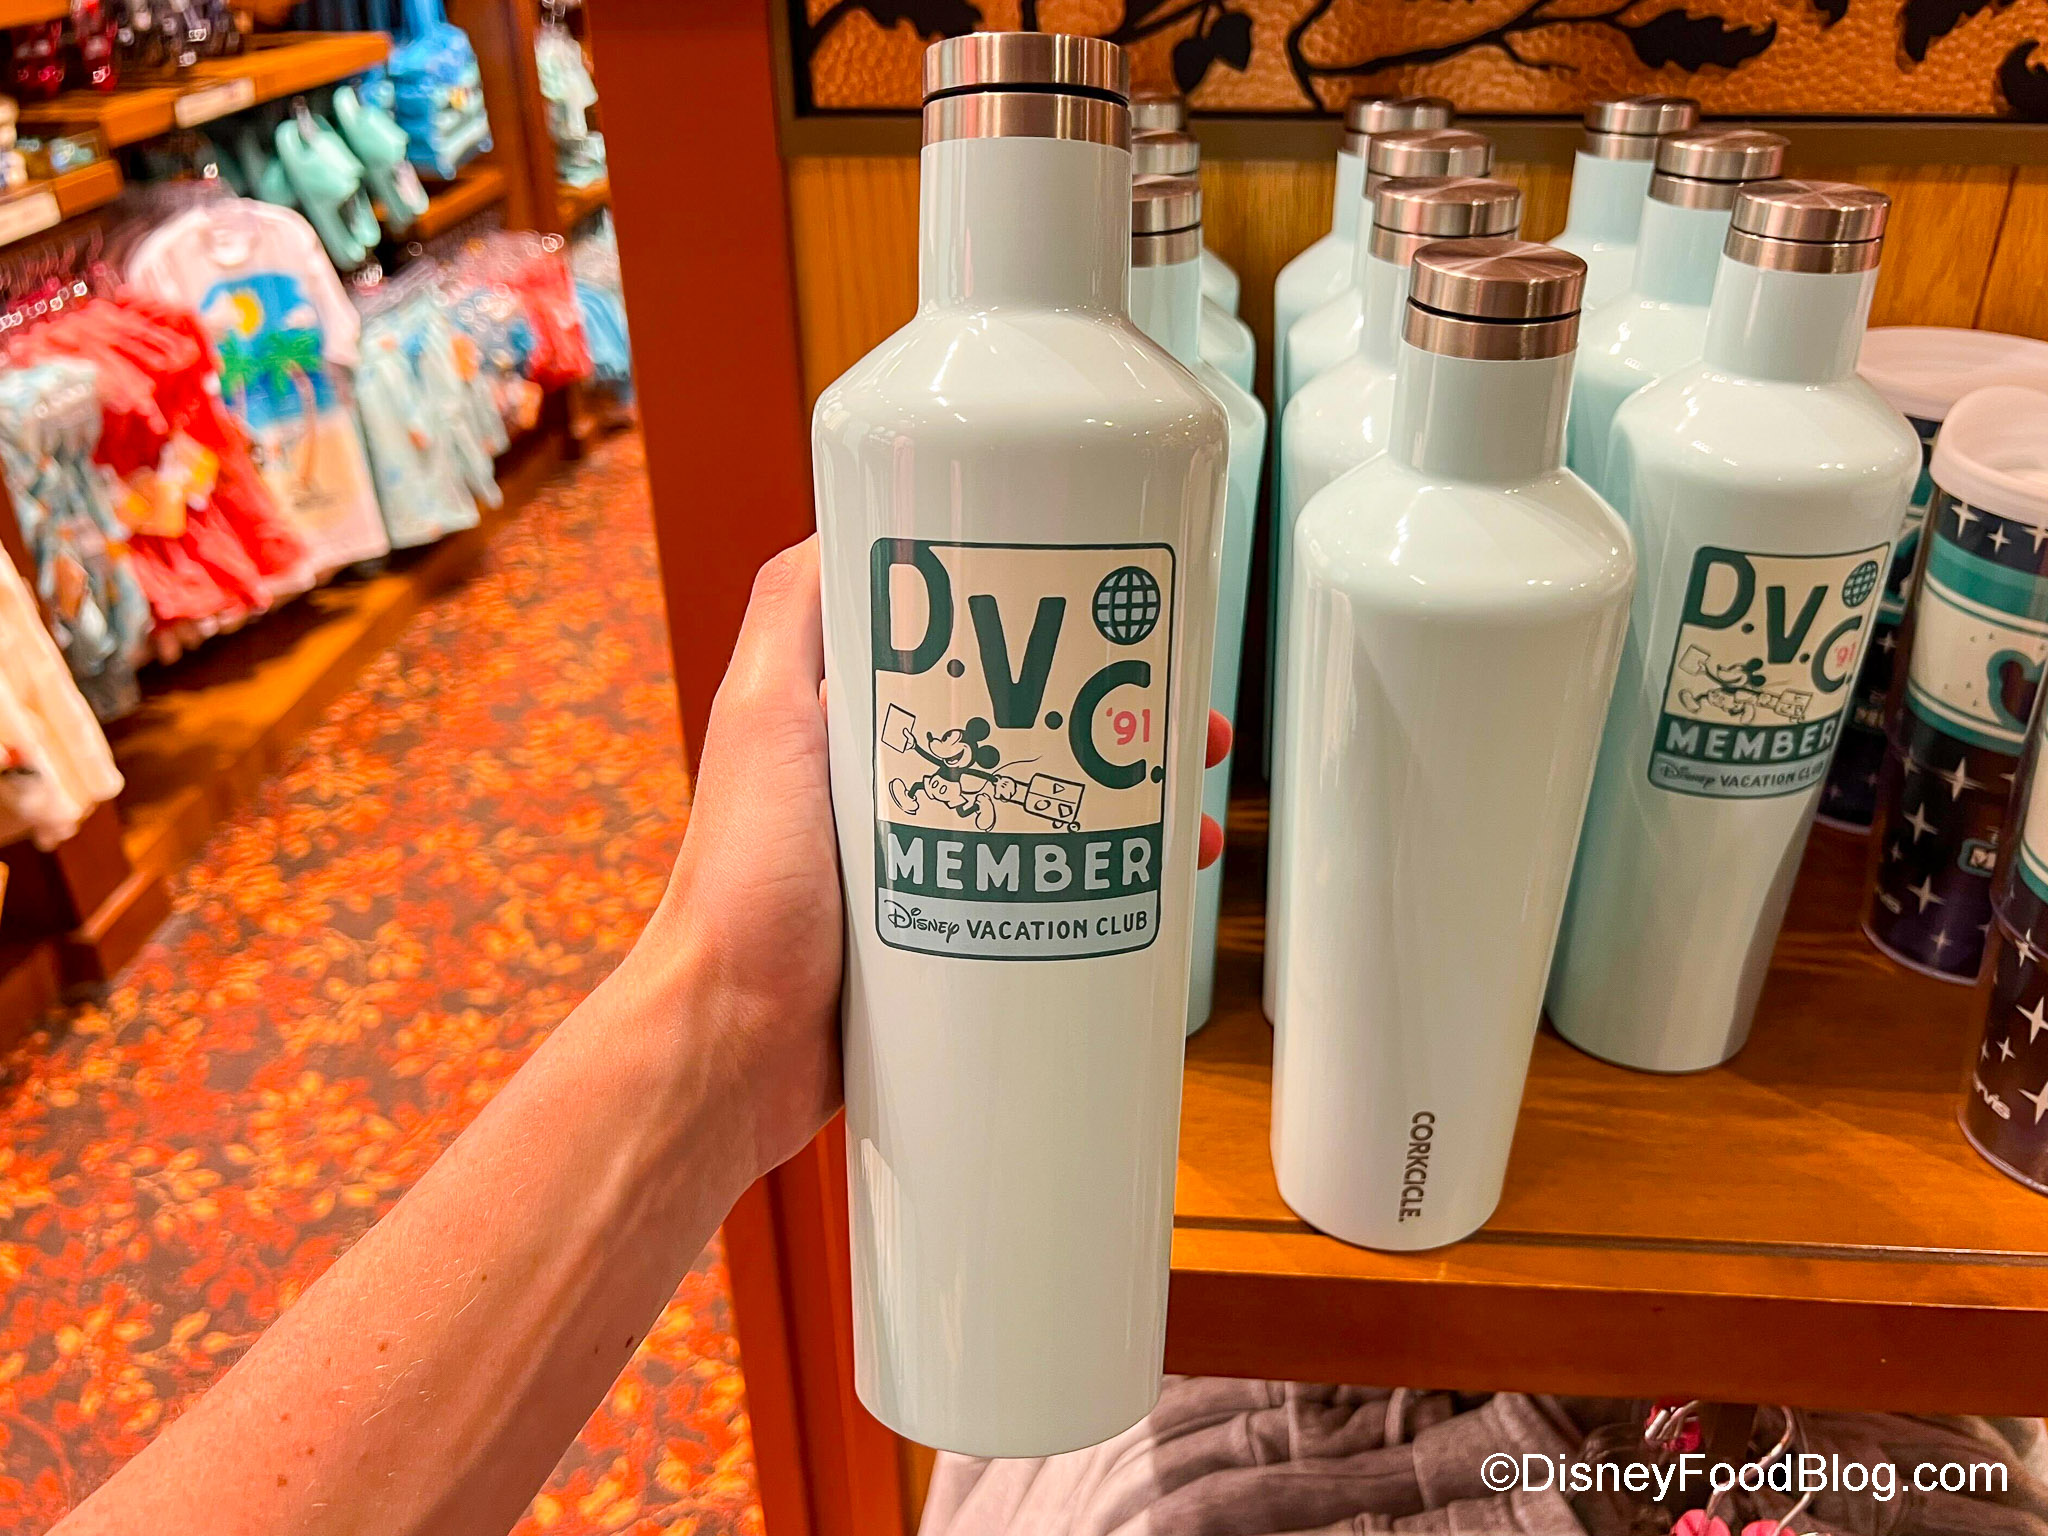 D.V.C.
'91
MEMBER
Disney VACATION CLUB
CORKCICLE.
D.V.C.
'91
MEMBER
Disney VACATION CLUB
©DisneyFoodBlog.com